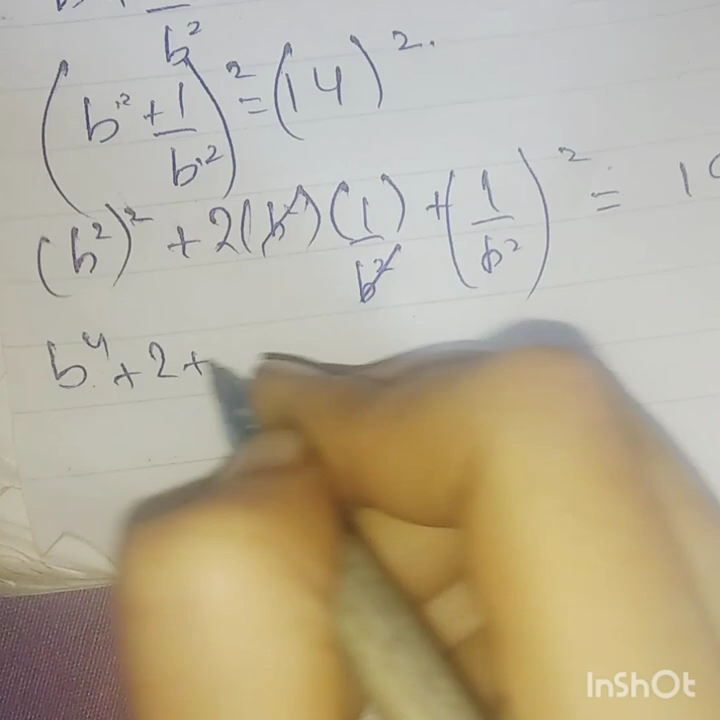 b²
(b² + 1/b²)² = (14)².
(b²)² + 2(b²)(1/b²) + (1/b²)² = 19
b⁴ + 2 +
InShOt